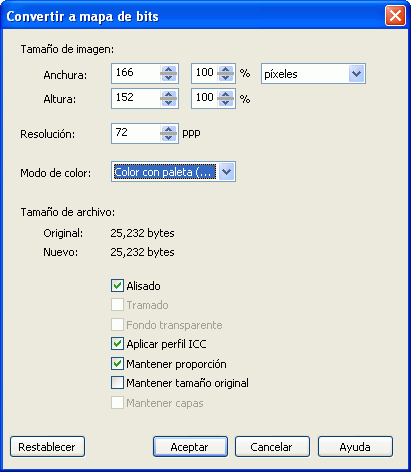 Convertir a mapa de bits
Tamaño de imagen:
Anchura: 166 100 % píxeles
Altura: 152 100 %
Resolución: 72 ppp
Modo de color: Color con paleta (...
Tamaño de archivo:
Original: 25,232 bytes
Nuevo: 25,232 bytes
Alisado
Tramado
Fondo transparente
Aplicar perfil ICC
Mantener proporción
Mantener tamaño original
Mantener capas
Restablecer Aceptar Cancelar Ayuda